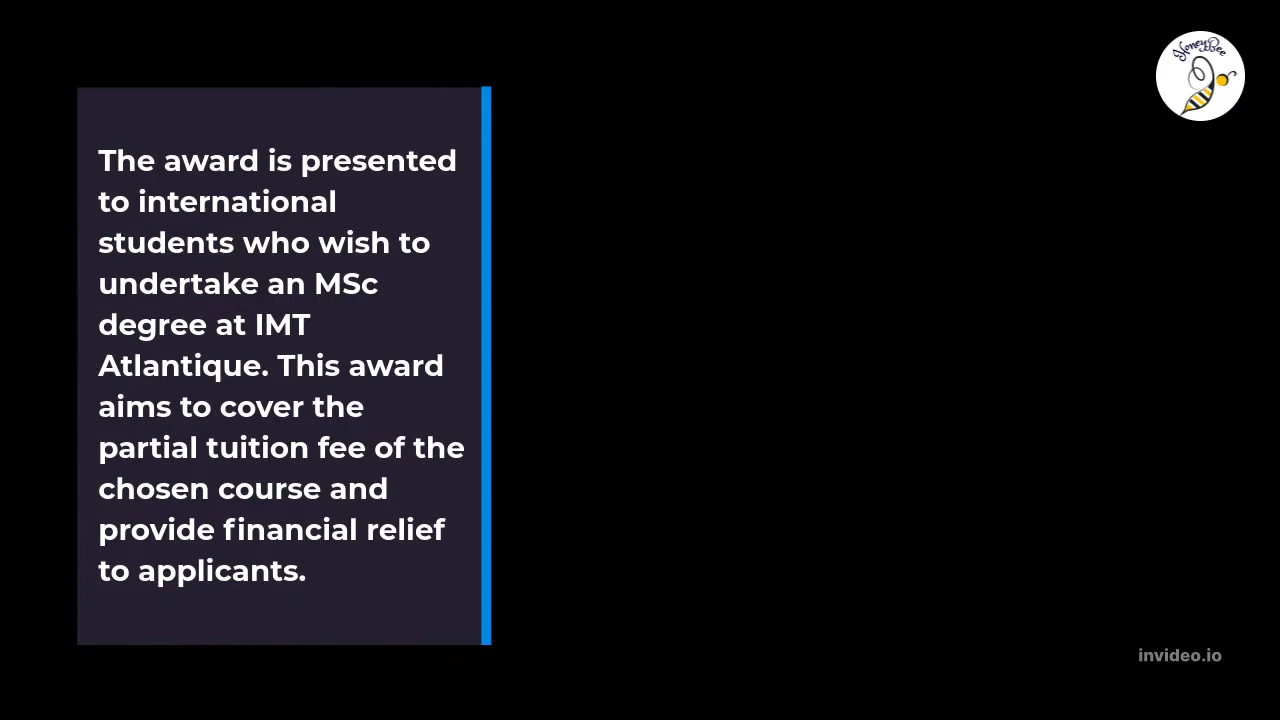 Honey Bee
The award is presented
to international
students who wish to
undertake an MSc
degree at IMT
Atlantique. This award
aims to cover the
partial tuition fee of the
chosen course and
provide financial relief
to applicants.
invideo.io